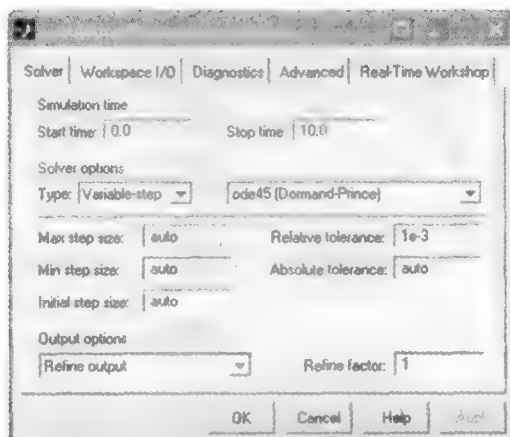 Solver Workspace I/O Diagnostics Advanced Real-Time Workshop
Simulation time
Start time: 0.0 Stop time: 10.0
Solver options
Type: Variable-step ode45 (Dormand-Prince)
Max step size: auto Relative tolerance: 1e-3
Min step size: auto Absolute tolerance: auto
Initial step size: auto
Output options
Refine output Refine factor: 1
OK Cancel Help Apply